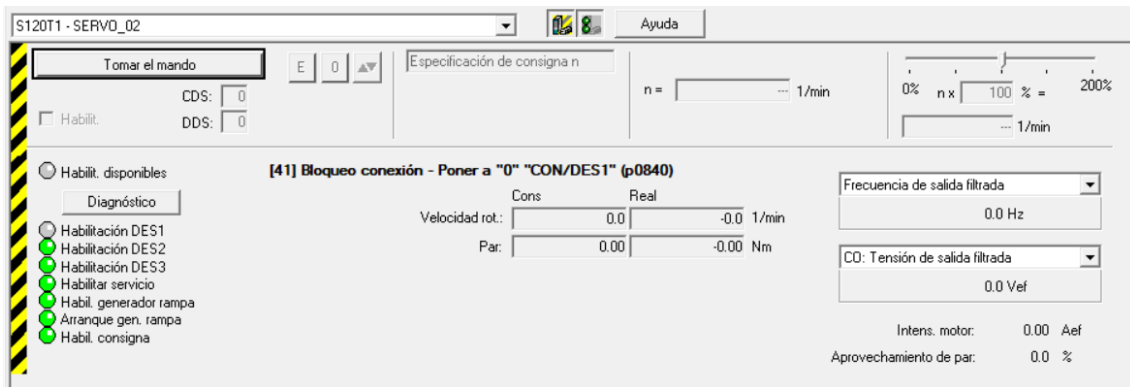 S120T1 - SERVO_02
Ayuda
Tomar el mando
E
0
Especificación de consigna n
n = --- 1/min
0% n x 100 % = 200%
--- 1/min
CDS: 0
Habilit.
DDS: 0
Habilit. disponibles
[41] Bloqueo conexión - Poner a "0" "CON/DES1" (p0840)
Diagnóstico
Cons Real
Velocidad rot.: 0.0 -0.0 1/min
Par: 0.00 -0.00 Nm
Habilitación DES1
Habilitación DES2
Habilitación DES3
Habilitar servicio
Habil. generador rampa
Arranque gen. rampa
Habil. consigna
Frecuencia de salida filtrada
0.0 Hz
CO: Tensión de salida filtrada
0.0 Vef
Intens. motor: 0.00 Aef
Aprovechamiento de par: 0.0 %